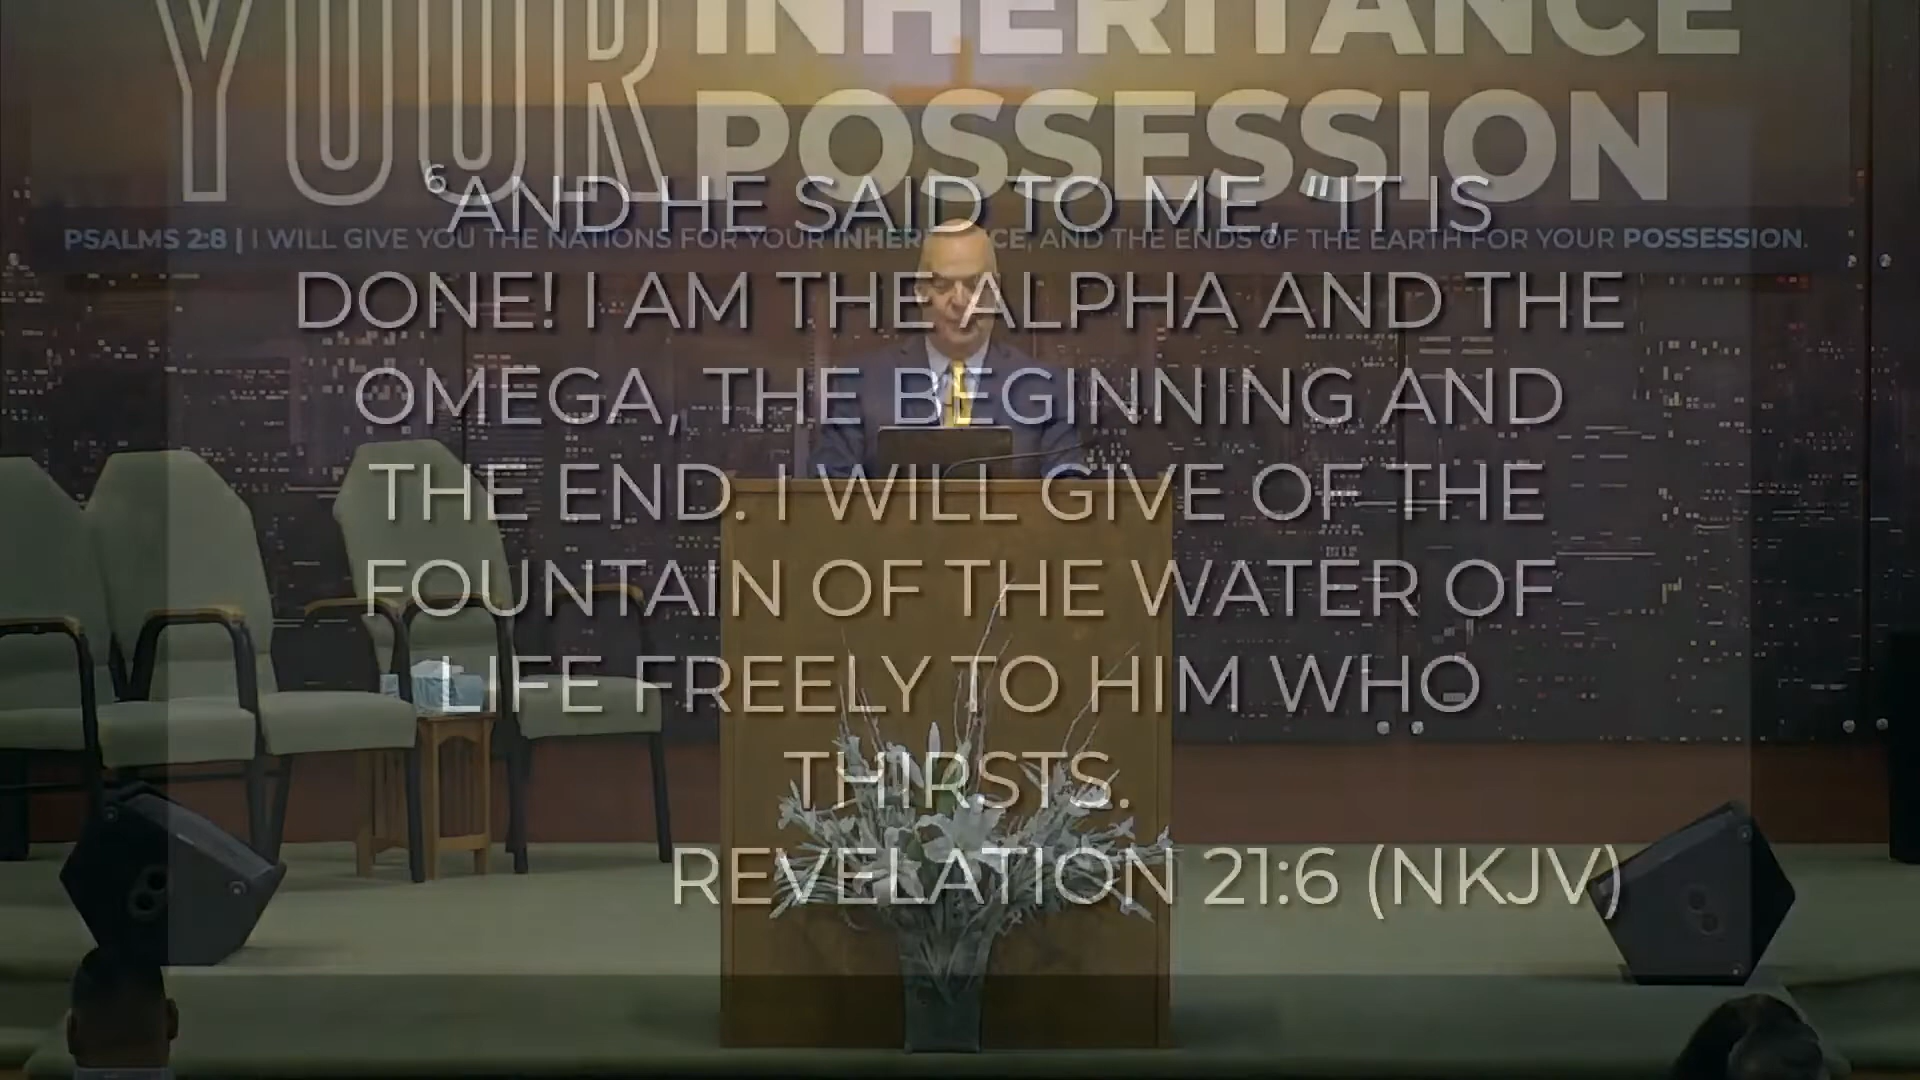 YOUR INHERITANCE
POSSESSION
PSALMS 2:8 | I WILL GIVE YOU THE NATIONS FOR YOUR INHERITANCE, AND THE ENDS OF THE EARTH FOR YOUR POSSESSION.
6 AND HE SAID TO ME, "IT IS
DONE! I AM THE ALPHA AND THE
OMEGA, THE BEGINNING AND
THE END. I WILL GIVE OF THE
FOUNTAIN OF THE WATER OF
LIFE FREELY TO HIM WHO
THIRSTS.
REVELATION 21:6 (NKJV)